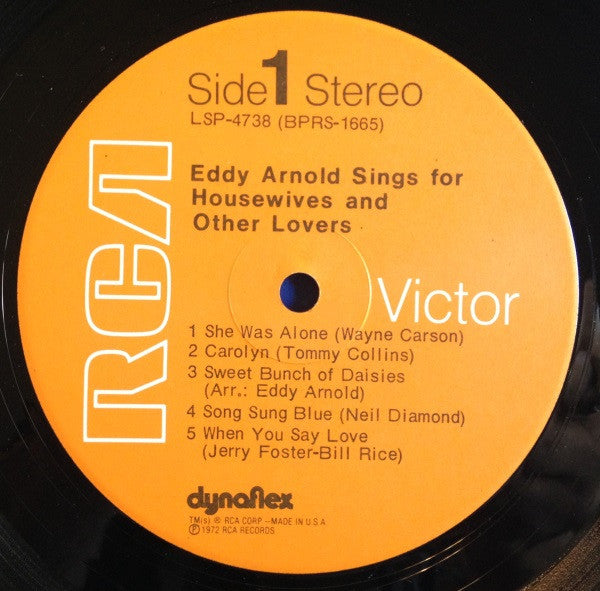 Side 1 Stereo
LSP-4738 (BPRS-1665)
RCA
Eddy Arnold Sings for
Housewives and
Other Lovers
Victor
1 She Was Alone (Wayne Carson)
2 Carolyn (Tommy Collins)
3 Sweet Bunch of Daisies
(Arr.: Eddy Arnold)
4 Song Sung Blue (Neil Diamond)
5 When You Say Love
(Jerry Foster-Bill Rice)
dynaflex
TM(s) ® RCA CORP.—MADE IN U.S.A.
℗ 1972 RCA RECORDS